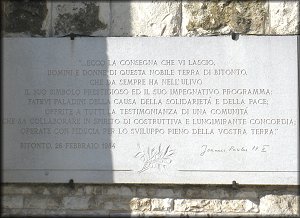 "...ECCO LA CONSEGNA CHE VI LASCIO,
UOMINI E DONNE DI QUESTA NOBILE TERRA DI BITONTO,
CHE DA SEMPRE HA NELL'ULIVO
IL SUO SIMBOLO PRESTIGIOSO ED IL SUO IMPEGNATIVO PROGRAMMA:
FATEVI PALADINI DELLA CAUSA DELLA SOLIDARIETÀ E DELLA PACE;
OFFRITE A TUTTI LA TESTIMONIANZA DI UNA COMUNITÀ
CHE SA COLLABORARE IN SPIRITO DI COSTRUTTIVA E LUNGIMIRANTE CONCORDIA;
OPERATE CON FIDUCIA PER LO SVILUPPO PIENO DELLA VOSTRA TERRA"
BITONTO, 26 FEBBRAIO 1984
Joannes Paulus PP. II